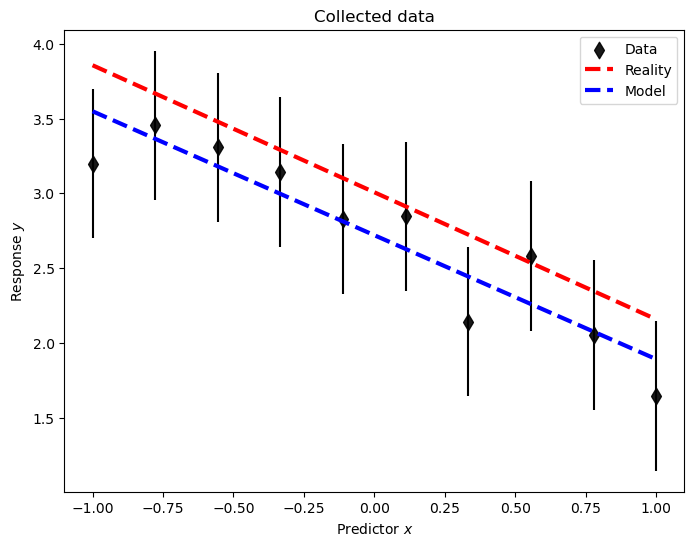 Collected data
Data
Reality
Model
4.0
3.5
3.0
2.5
2.0
1.5
Response y
−1.00 −0.75 −0.50 −0.25 0.00 0.25 0.50 0.75 1.00
Predictor x